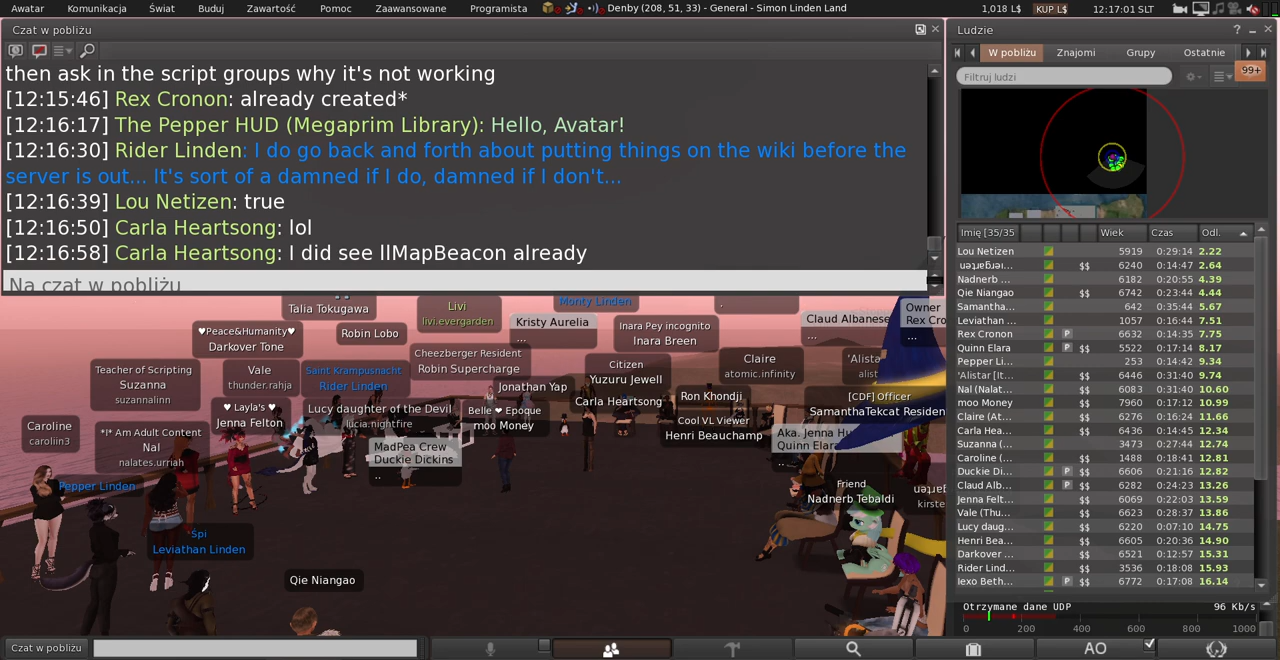 Awatar Komunikacja Świat Buduj Zawartość Pomoc Zaawansowane Programista Denby (208, 51, 33) - General - Simon Linden Land 1,018 L$ KUP L$ 12:17:01 SLT
Czat w pobliżu
then ask in the script groups why it's not working
[12:15:46] Rex Cronon: already created*
[12:16:17] The Pepper HUD (Megaprim Library): Hello, Avatar!
[12:16:30] Rider Linden: I do go back and forth about putting things on the wiki before the
server is out... It's sort of a damned if I do, damned if I don't...
[12:16:39] Lou Netizen: true
[12:16:50] Carla Heartsong: lol
[12:16:58] Carla Heartsong: I did see llMapBeacon already
Na czat w pobliżu
Talia Tokugawa
Livi
livi.evergarden
Monty Linden
Kristy Aurelia
...
Claud Albanese
...
Owner
Rex Cro
...
♥Peace&Humanity♥
Darkover Tone
Robin Lobo
Inara Pey incognito
Inara Breen
Teacher of Scripting
Suzanna
suzannalinn
Vale
thunder.rahja
Saint Krampusnacht
Rider Linden
Cheezberger Resident
Robin Supercharge
Citizen
Yuzuru Jewell
Claire
atomic.infinity
'Alista
alist
Jonathan Yap
Carla Heartsong
Ron Khondji
[CDF] Officer
SamanthaTekcat Residen
♥ Layla's ♥
Jenna Felton
Lucy daughter of the Devil
lucia.nightfire
Belle ❤ Epoque
moo Money
Cool VL Viewer
Henri Beauchamp
Caroline
caroliin3
*I* Am Adult Content
Nal
nalates.urriah
MadPea Crew
Duckie Dickins
..
Aka. Jenna Hu
Quinn Elara
..
Pepper Linden
Friend
Nadnerb Tebaldi
uəʇɹɐƃ
kirste
'Spi
Leviathan Linden
Qie Niangao
Czat w pobliżu
Ludzie
W pobliżu Znajomi Grupy Ostatnie
99+
Filtruj ludzi
Imię [35/35 Wiek Czas Odl.
Lou Netizen 5919 0:29:14 2.22
$$ 6240 0:14:47 2.64
Nadnerb ... 6182 0:20:55 4.39
Qie Niangao $$ 6742 0:23:44 4.44
Samantha... 642 0:35:44 5.67
Leviathan ... 1057 0:16:44 7.51
Rex Cronon P 6632 0:14:35 7.75
Quinn Elara P $$ 5522 0:17:14 8.17
Pepper Li... 253 0:14:42 9.34
'Alistar [It... $$ 6446 0:31:40 9.74
Nal (Nalat... $$ 6083 0:31:40 10.60
moo Money $$ 7960 0:17:12 10.99
Claire (At... $$ 6276 0:16:24 11.66
Carla Hea... $$ 6436 0:14:45 12.34
Suzanna (... 3473 0:27:44 12.74
Caroline (... $$ 1488 0:18:41 12.81
Duckie Di... P $$ 6606 0:21:16 12.82
Claud Alb... P $$ 6282 0:24:23 13.26
Jenna Felt... $$ 6069 0:22:03 13.59
Vale (Thu... $$ 6623 0:28:37 13.86
Lucy daug... $$ 6220 0:07:10 14.75
Henri Bea... $$ 6605 0:20:36 14.90
Darkover ... $$ 6521 0:12:57 15.31
Rider Lind... $$ 3536 0:18:08 15.93
Iexo Beth... P $$ 6772 0:17:08 16.14
Otrzymane dane UDP 96 Kb/s
0 200 400 600 800 1000
AO